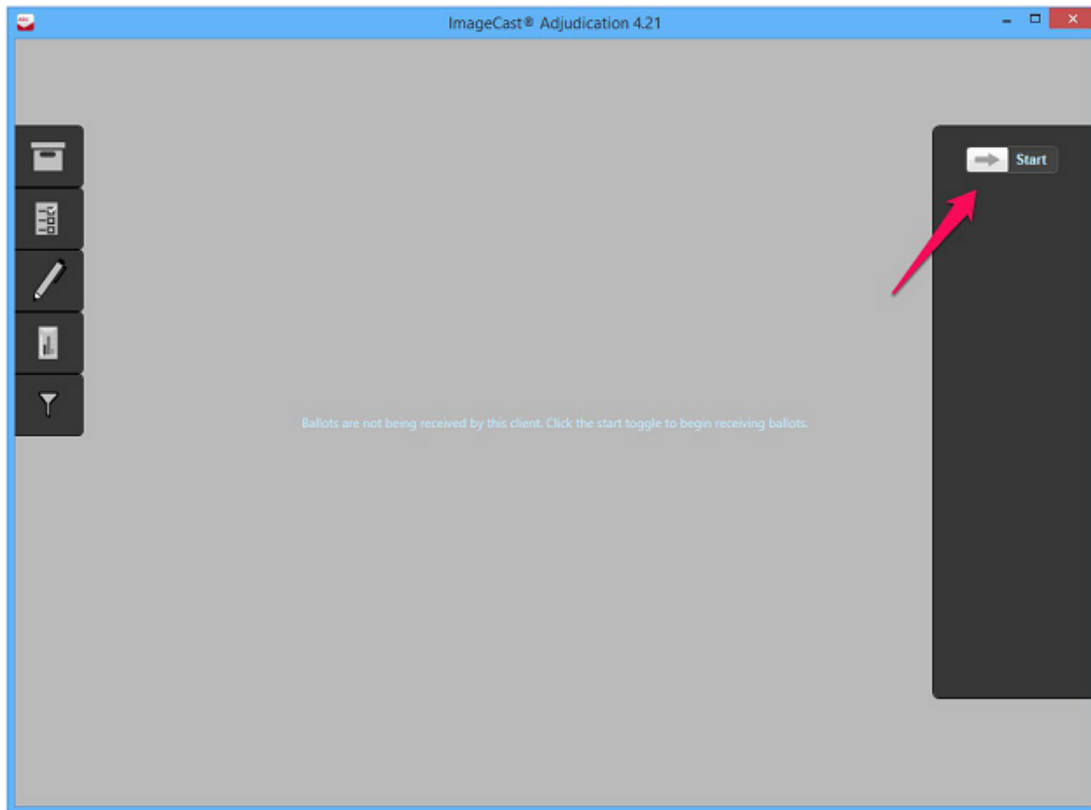 ImageCast® Adjudication 4.21
Start
Ballots are not being received by this client. Click the start toggle to begin receiving ballots.